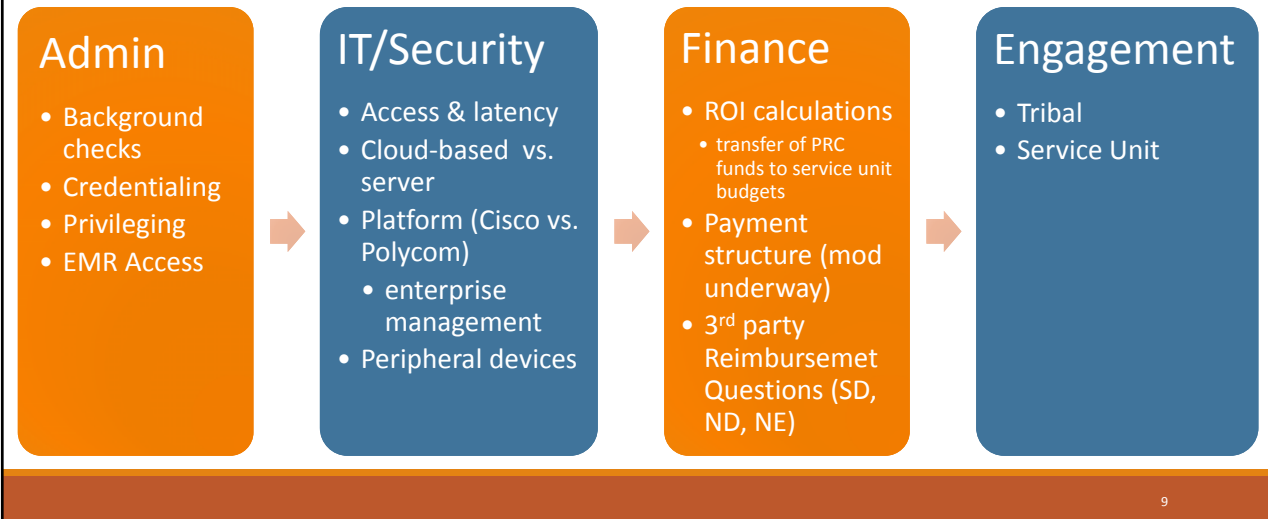 Admin
• Background
checks
• Credentialing
• Privileging
• EMR Access
IT/Security
• Access & latency
• Cloud-based vs.
server
• Platform (Cisco vs.
Polycom)
• enterprise
management
• Peripheral devices
Finance
• ROI calculations
• transfer of PRC
funds to service unit
budgets
• Payment
structure (mod
underway)
• 3rd party
Reimbursemet
Questions (SD,
ND, NE)
Engagement
• Tribal
• Service Unit
9